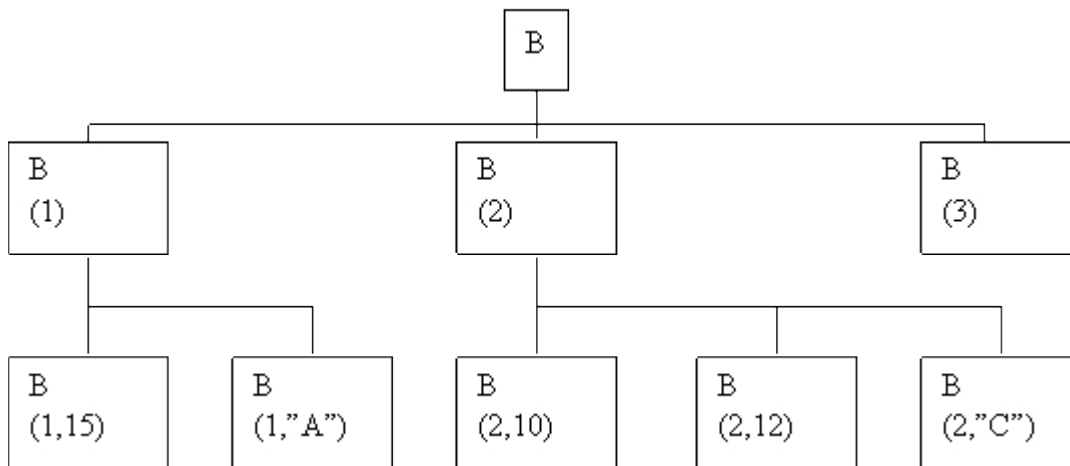 B
B
(1)
B
(2)
B
(3)
B
(1,15)
B
(1,”A”)
B
(2,10)
B
(2,12)
B
(2,”C”)